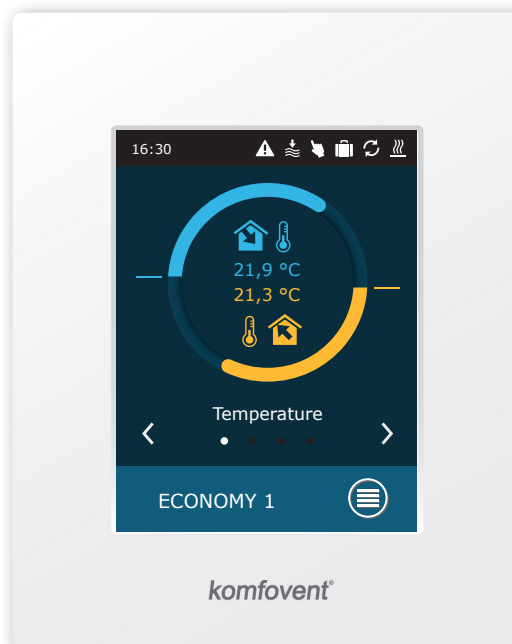 16:30
21,9 °C
21,3 °C
Temperature
ECONOMY 1
komfovent®